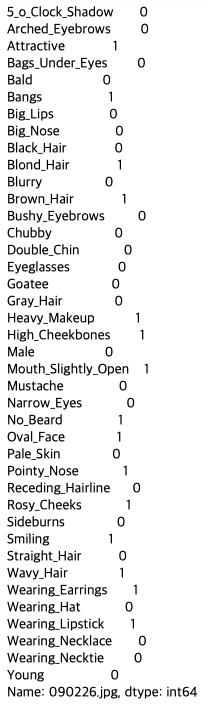 5_o_Clock_Shadow 0
Arched_Eyebrows 0
Attractive 1
Bags_Under_Eyes 0
Bald 0
Bangs 1
Big_Lips 0
Big_Nose 0
Black_Hair 0
Blond_Hair 1
Blurry 0
Brown_Hair 1
Bushy_Eyebrows 0
Chubby 0
Double_Chin 0
Eyeglasses 0
Goatee 0
Gray_Hair 0
Heavy_Makeup 1
High_Cheekbones 1
Male 0
Mouth_Slightly_Open 1
Mustache 0
Narrow_Eyes 0
No_Beard 1
Oval_Face 1
Pale_Skin 0
Pointy_Nose 1
Receding_Hairline 0
Rosy_Cheeks 1
Sideburns 0
Smiling 1
Straight_Hair 0
Wavy_Hair 1
Wearing_Earrings 1
Wearing_Hat 0
Wearing_Lipstick 1
Wearing_Necklace 0
Wearing_Necktie 0
Young 0
Name: 090226.jpg, dtype: int64